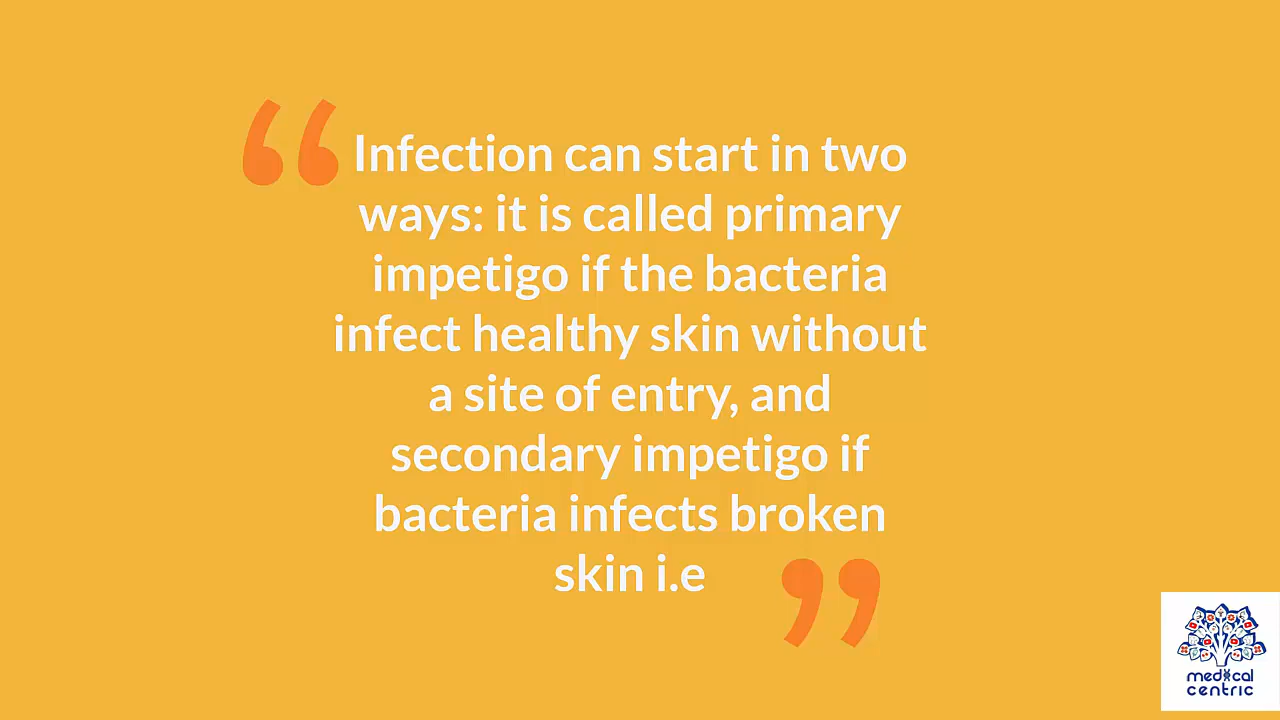 “Infection can start in two
ways: it is called primary
impetigo if the bacteria
infect healthy skin without
a site of entry, and
secondary impetigo if
bacteria infects broken
skin i.e ”
medical
centric